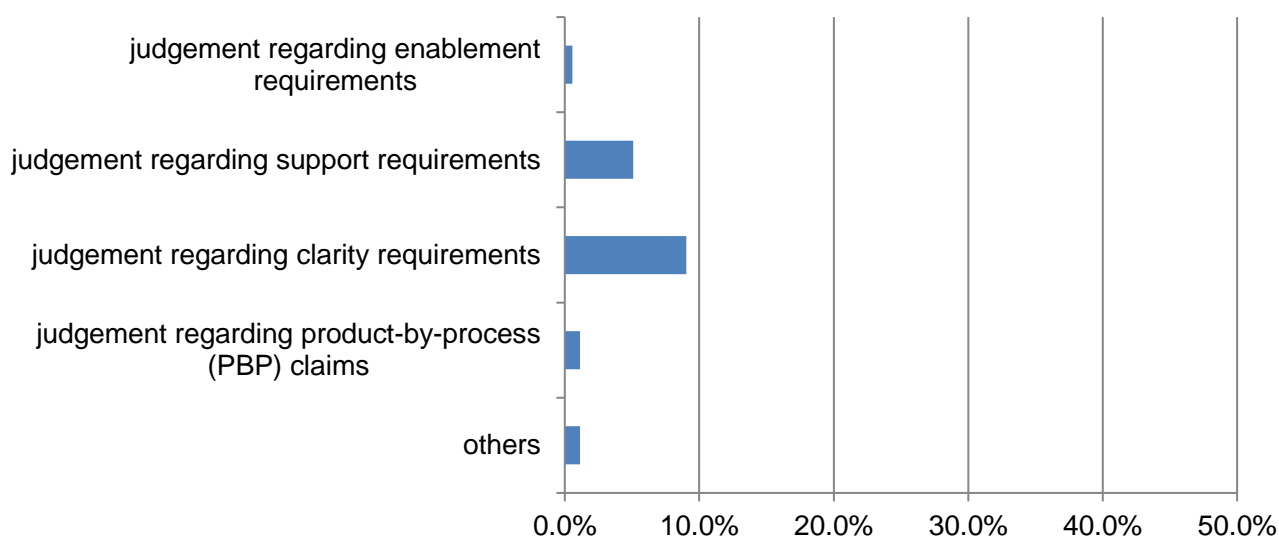 judgement regarding enablement
requirements
judgement regarding support requirements
judgement regarding clarity requirements
judgement regarding product-by-process
(PBP) claims
others
0.0% 10.0% 20.0% 30.0% 40.0% 50.0%